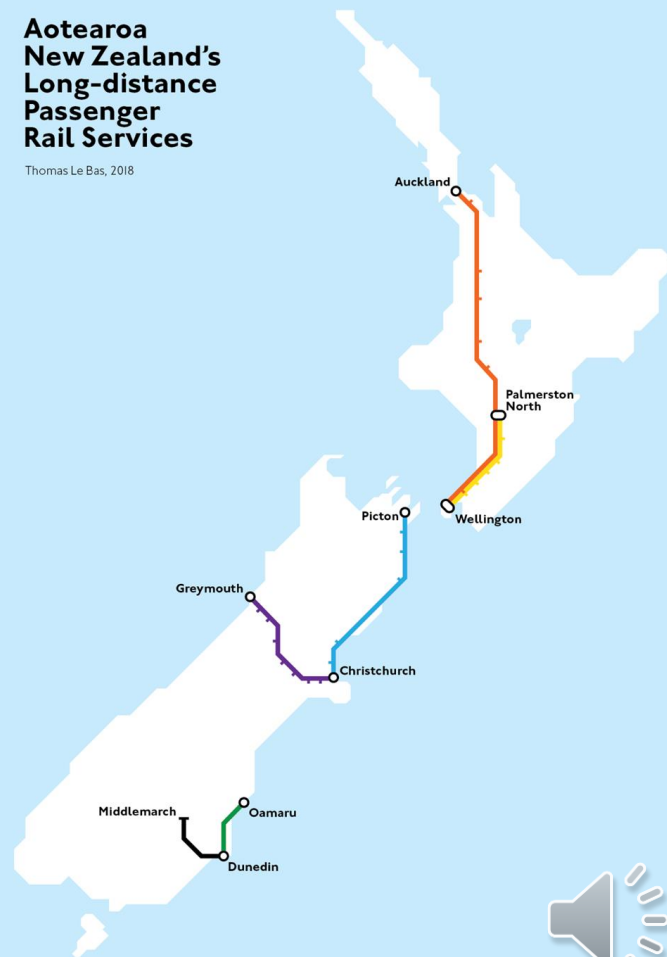 Aotearoa
New Zealand's
Long-distance
Passenger
Rail Services
Thomas Le Bas, 2018
Auckland
Palmerston
North
Picton
Wellington
Greymouth
Christchurch
Middlemarch
Oamaru
Dunedin